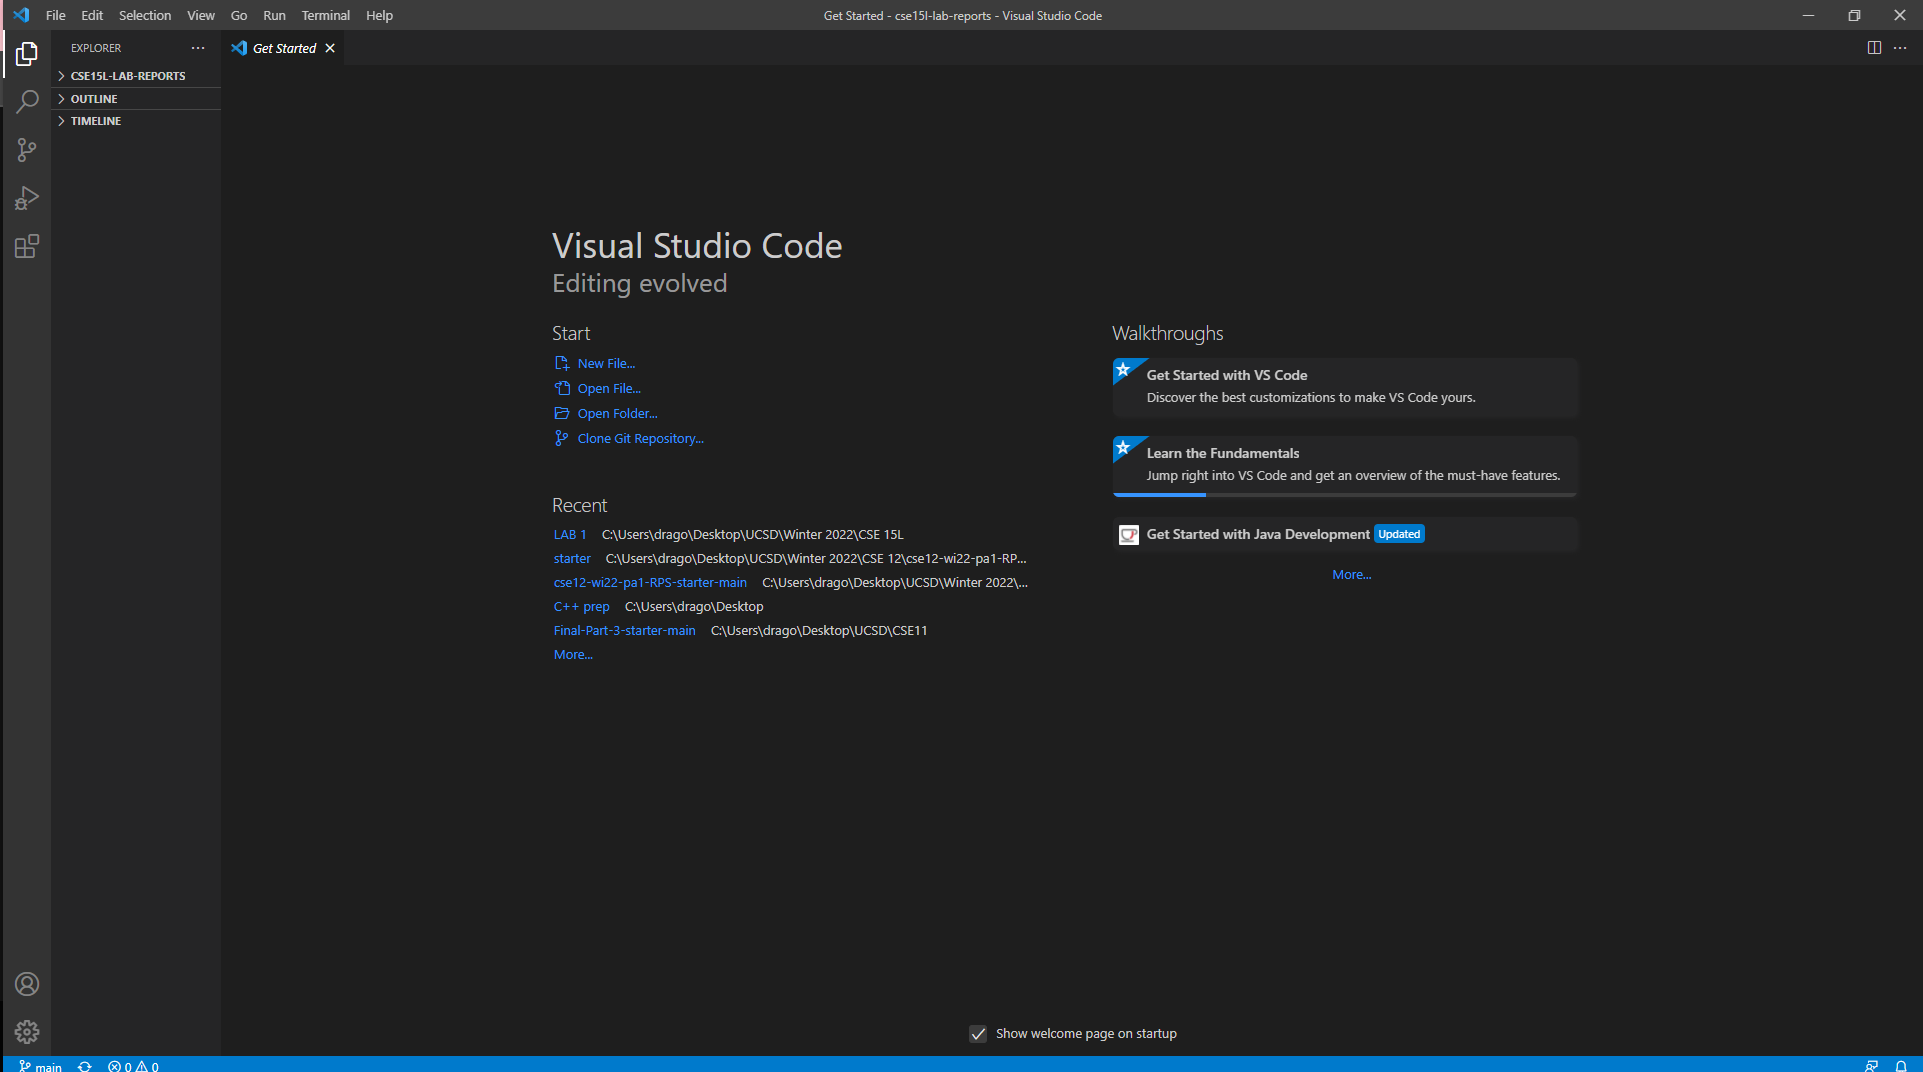 File Edit Selection View Go Run Terminal Help
Get Started - cse15l-lab-reports - Visual Studio Code
EXPLORER
Get Started
CSE15L-LAB-REPORTS
OUTLINE
TIMELINE
Visual Studio Code
Editing evolved
Start
New File...
Open File...
Open Folder...
Clone Git Repository...
Recent
LAB 1 C:\Users\drago\Desktop\UCSD\Winter 2022\CSE 15L
starter C:\Users\drago\Desktop\UCSD\Winter 2022\CSE 12\cse12-wi22-pa1-RP...
cse12-wi22-pa1-RPS-starter-main C:\Users\drago\Desktop\UCSD\Winter 2022\...
C++ prep C:\Users\drago\Desktop
Final-Part-3-starter-main C:\Users\drago\Desktop\UCSD\CSE11
More...
Walkthroughs
Get Started with VS Code
Discover the best customizations to make VS Code yours.
Learn the Fundamentals
Jump right into VS Code and get an overview of the must-have features.
Get Started with Java Development Updated
More...
Show welcome page on startup
main 0 0